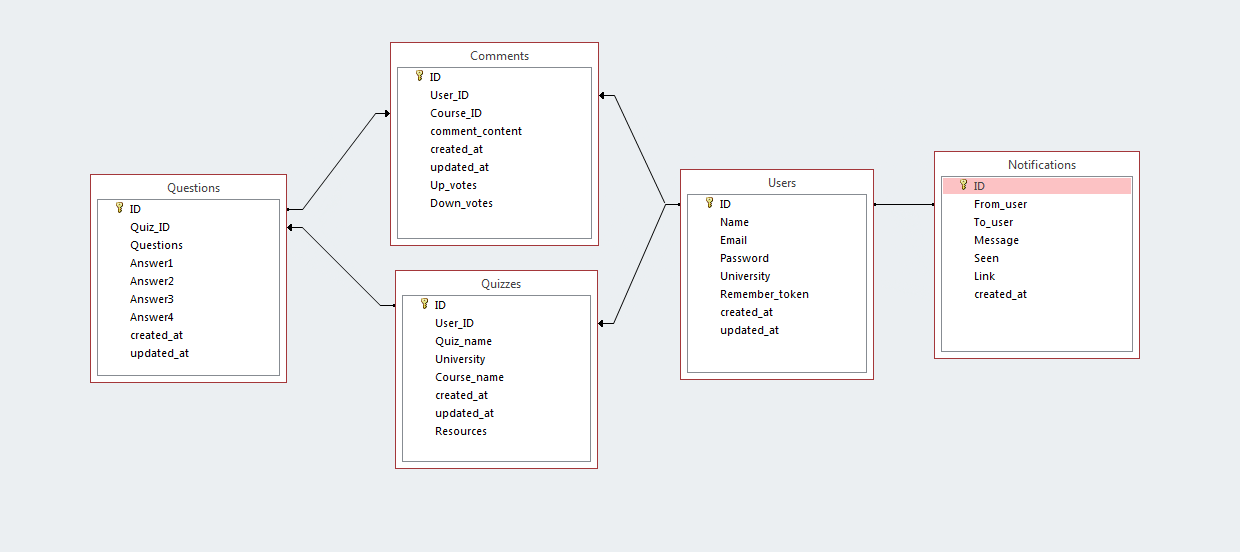 Comments
ID
User_ID
Course_ID
comment_content
created_at
updated_at
Up_votes
Down_votes
Questions
ID
Quiz_ID
Questions
Answer1
Answer2
Answer3
Answer4
created_at
updated_at
Quizzes
ID
User_ID
Quiz_name
University
Course_name
created_at
updated_at
Resources
Users
ID
Name
Email
Password
University
Remember_token
created_at
updated_at
Notifications
ID
From_user
To_user
Message
Seen
Link
created_at